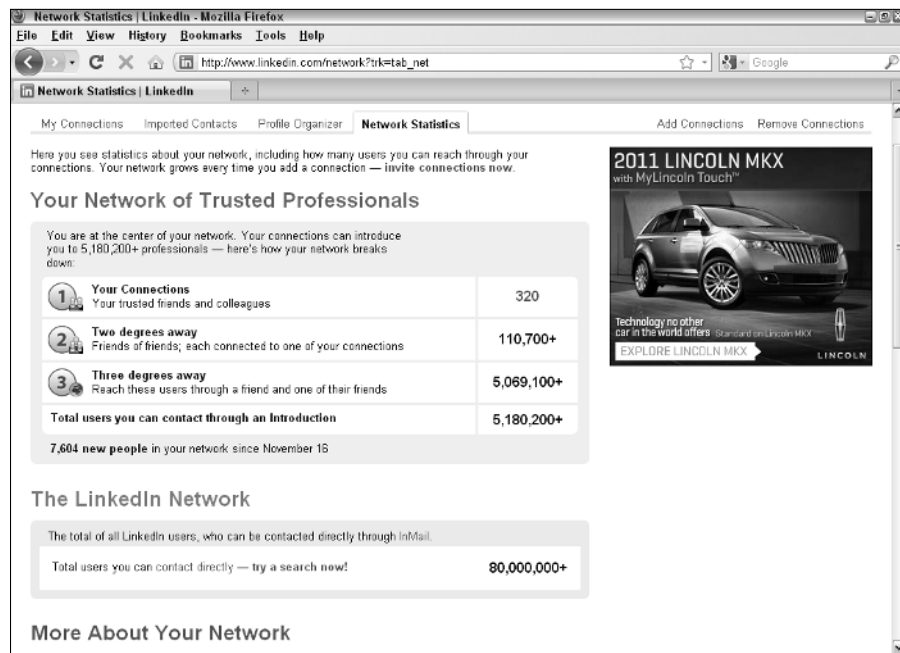 Network Statistics | LinkedIn - Mozilla Firefox
File Edit View History Bookmarks Tools Help
http://www.linkedin.com/network?trk=tab_net
Google
Network Statistics | LinkedIn
My Connections Imported Contacts Profile Organizer Network Statistics Add Connections Remove Connections
Here you see statistics about your network, including how many users you can reach through your
connections. Your network grows every time you add a connection — invite connections now.
Your Network of Trusted Professionals
You are at the center of your network. Your connections can introduce
you to 5,180,200+ professionals — here's how your network breaks
down:
1 Your Connections
Your trusted friends and colleagues
320
2 Two degrees away
Friends of friends; each connected to one of your connections
110,700+
3 Three degrees away
Reach these users through a friend and one of their friends
5,069,100+
Total users you can contact through an Introduction 5,180,200+
7,604 new people in your network since November 16
The LinkedIn Network
The total of all LinkedIn users, who can be contacted directly through InMail.
Total users you can contact directly — try a search now! 80,000,000+
More About Your Network
2011 LINCOLN MKX
with MyLincoln Touch™
Technology no other
car in the world offers Standard on Lincoln MKX
EXPLORE LINCOLN MKX
LINCOLN